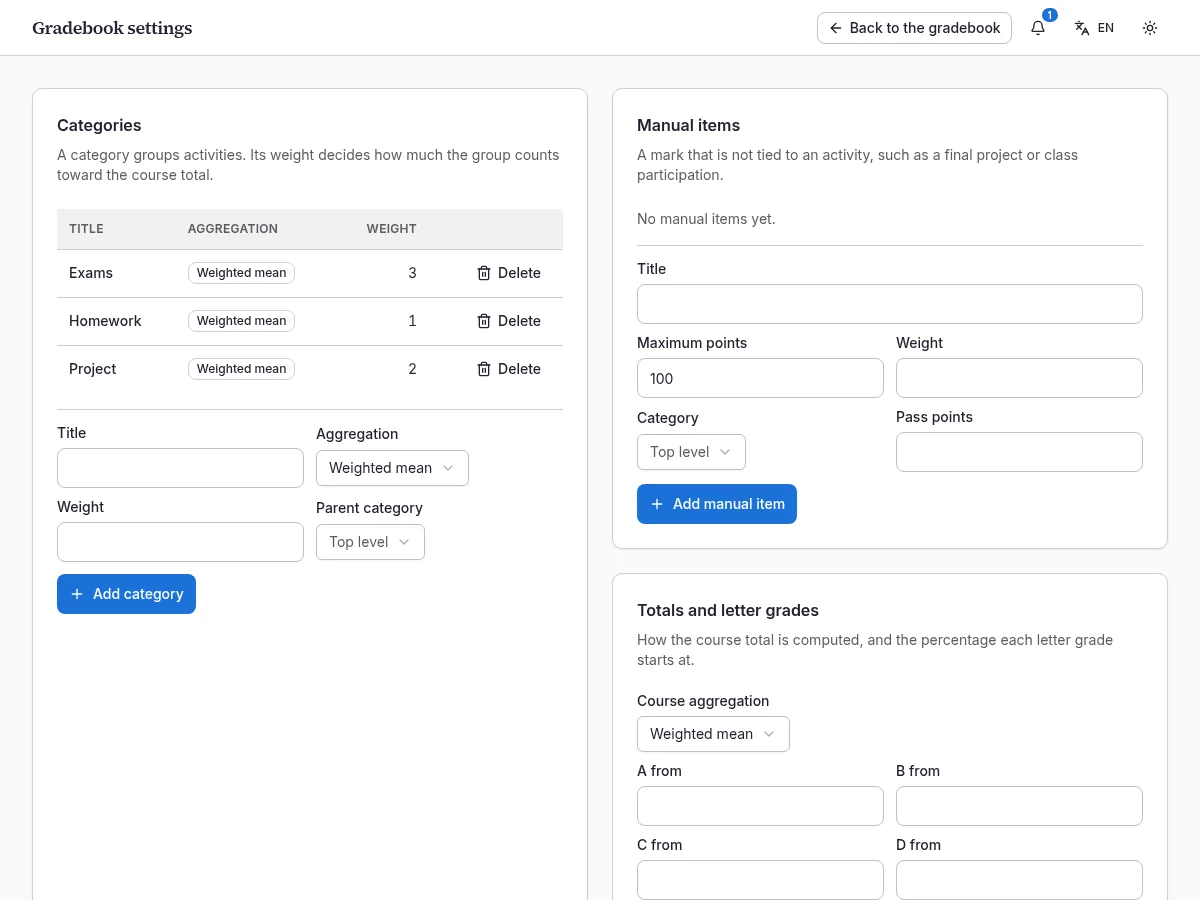 Gradebook settings
Back to the gradebook
1
EN
Categories
A category groups activities. Its weight decides how much the group counts
toward the course total.
TITLE AGGREGATION WEIGHT
Exams Weighted mean 3 Delete
Homework Weighted mean 1 Delete
Project Weighted mean 2 Delete
Title Aggregation
Weighted mean
Weight Parent category
Top level
Add category
Manual items
A mark that is not tied to an activity, such as a final project or class
participation.
No manual items yet.
Title
Maximum points Weight
100
Category Pass points
Top level
Add manual item
Totals and letter grades
How the course total is computed, and the percentage each letter grade
starts at.
Course aggregation
Weighted mean
A from B from
C from D from